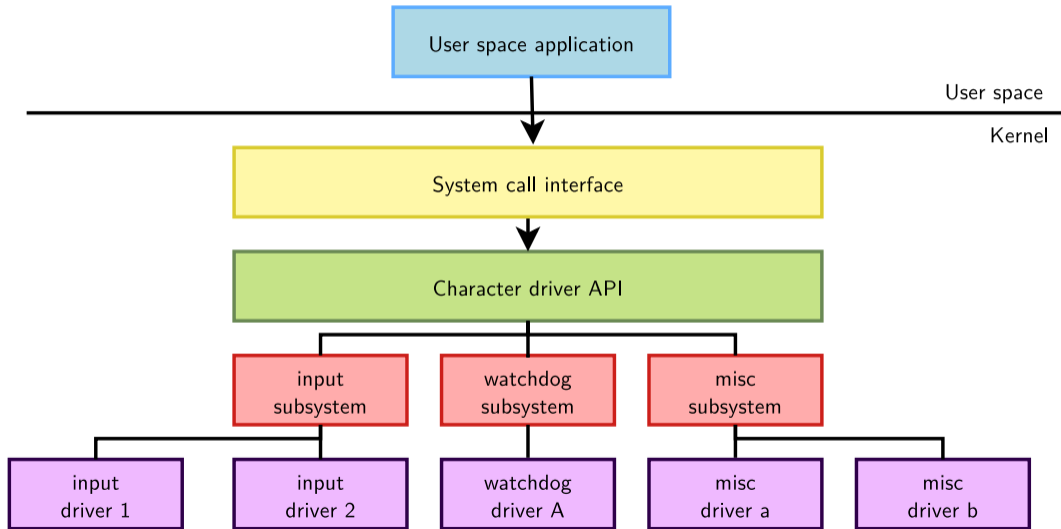 User space application
User space
Kernel
System call interface
Character driver API
input
subsystem
watchdog
subsystem
misc
subsystem
input
driver 1
input
driver 2
watchdog
driver A
misc
driver a
misc
driver b